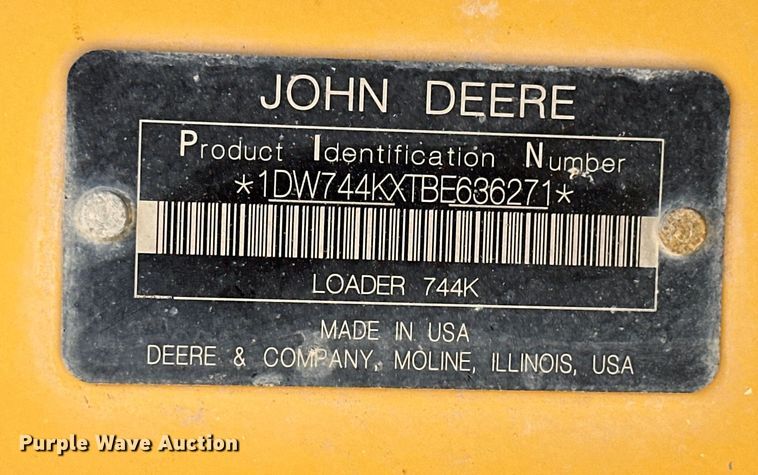 JOHN DEERE
Product Identification Number
*1DW744KXTBE636271*
LOADER 744K
MADE IN USA
DEERE & COMPANY, MOLINE, ILLINOIS, USA
Purple Wave Auction